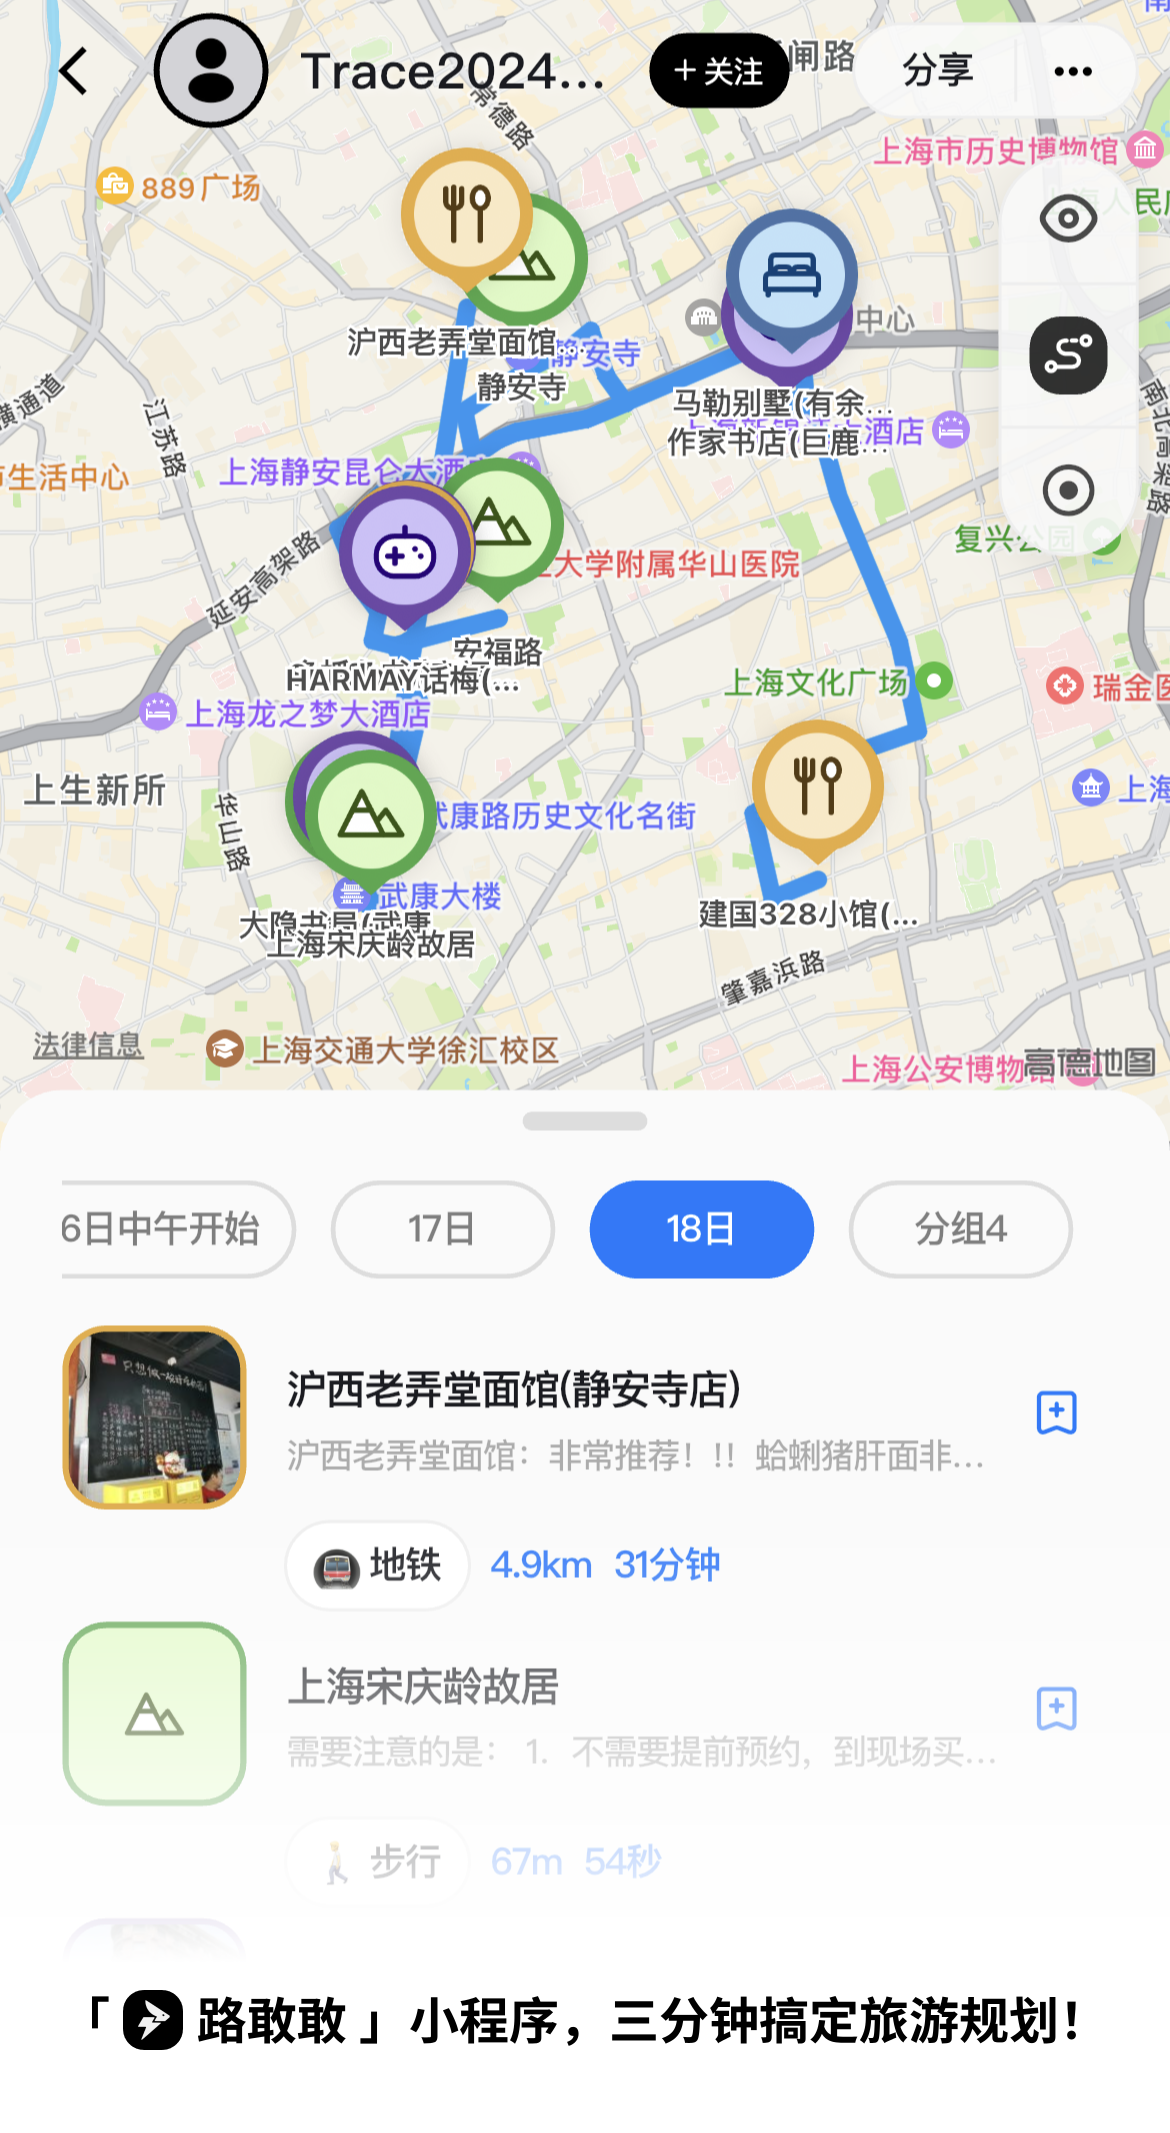 Trace2024...
+ 关注
闸路
分享
常德路
上海市历史博物馆
889广场
沪西老弄堂面馆...
静安寺
静安寺
中心
江苏路
马勒别墅(有余...
作家书店(巨鹿...
酒店
市生活中心
上海静安昆仑大酒店
延安高架路
大学附属华山医院
复兴公园
安福路
HARMAY话梅(...
上海文化广场
瑞金医
上海龙之梦大酒店
上生新所
华山路
武康路历史文化名街
上海
武康大楼
大隐书局(武康
上海宋庆龄故居
建国328小馆(...
肇嘉浜路
法律信息
上海交通大学徐汇校区
上海公安博物馆
高德地图
6日中午开始
17日
18日
分组4
沪西老弄堂面馆(静安寺店)
沪西老弄堂面馆：非常推荐！!! 蛤蜊猪肝面非...
地铁 4.9km 31分钟
上海宋庆龄故居
需要注意的是： 1. 不需要提前预约，到现场买...
步行 67m 54秒
「 路敢敢 」小程序，三分钟搞定旅游规划！